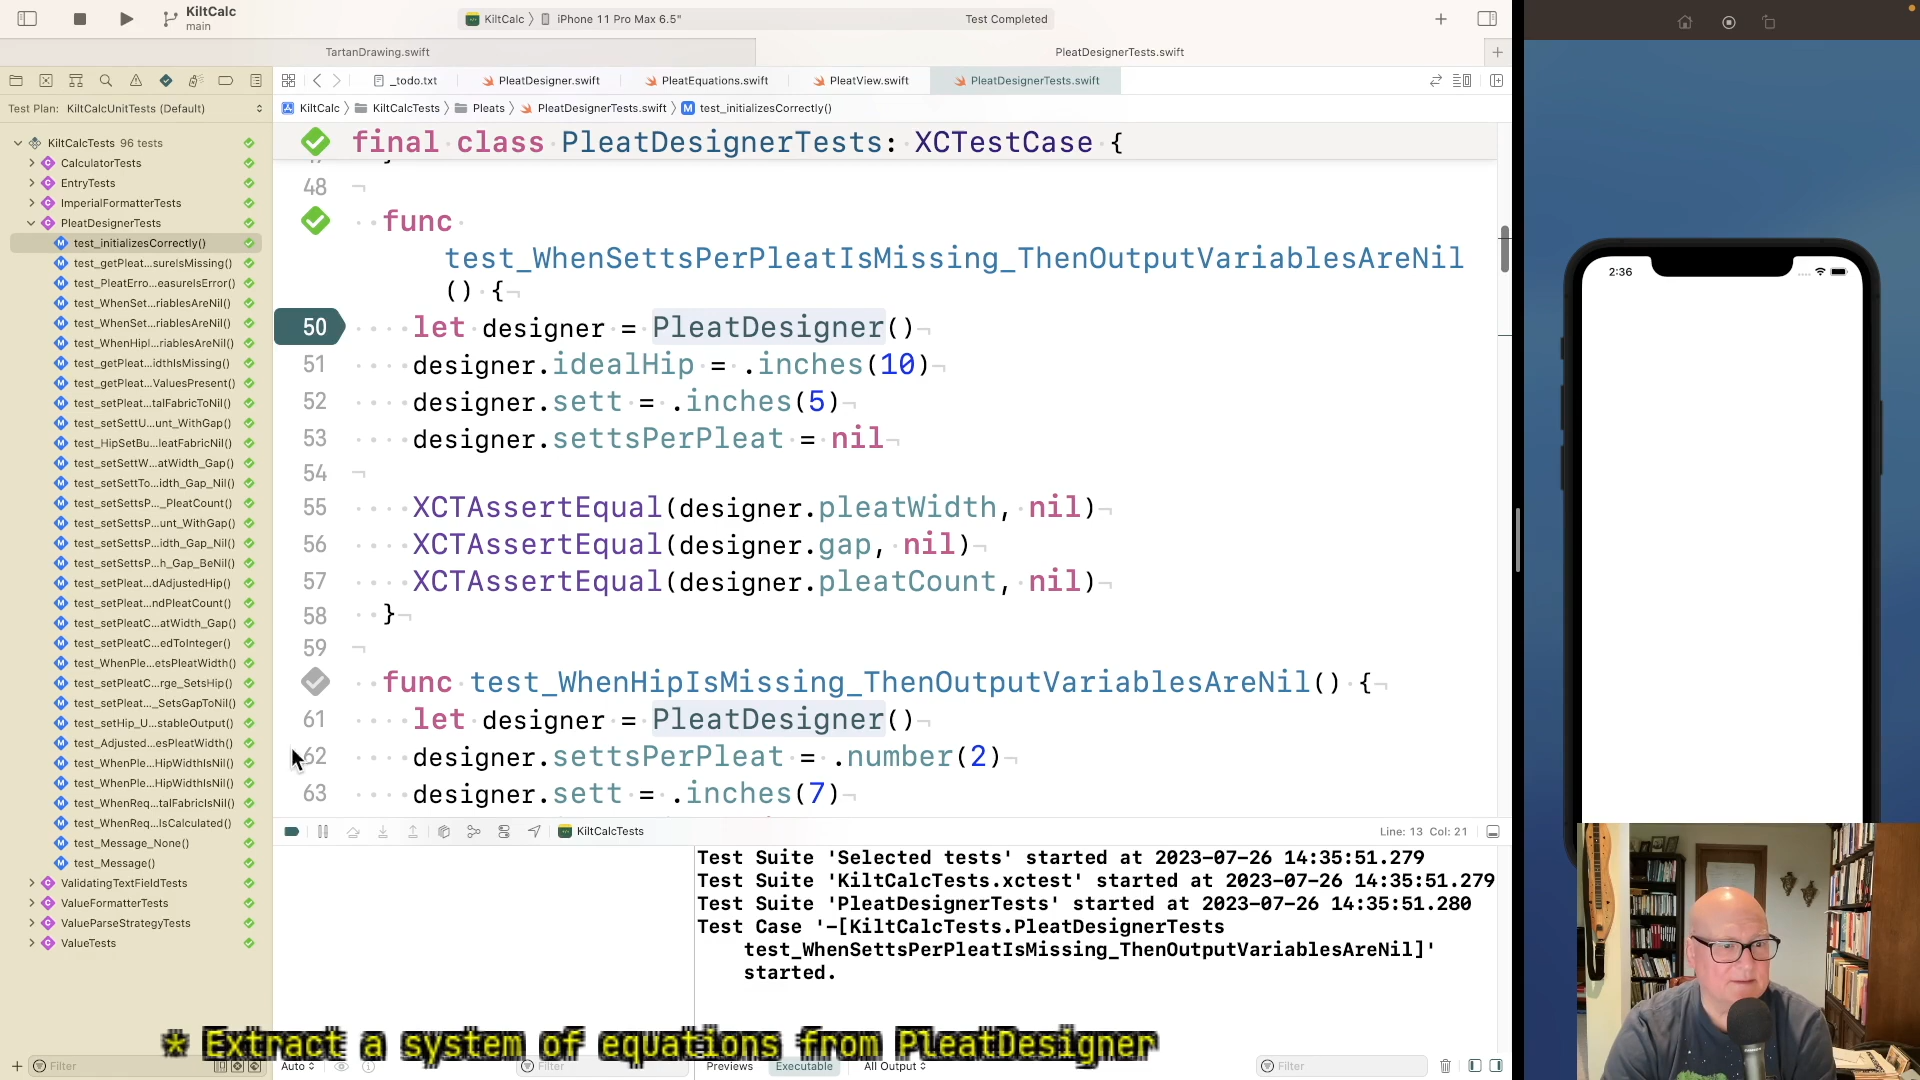 KiltCalc
main
KiltCalc 〉 iPhone 11 Pro Max 6.5"
Test Completed
TartanDrawing.swift
PleatDesignerTests.swift
_todo.txt
PleatDesigner.swift
PleatEquations.swift
PleatView.swift
PleatDesignerTests.swift
Test Plan: KiltCalcUnitTests (Default)
KiltCalc 〉 KiltCalcTests 〉 Pleats 〉 PleatDesignerTests.swift 〉 M test_initializesCorrectly()
KiltCalcTests 96 tests
CalculatorTests
EntryTests
ImperialFormatterTests
PleatDesignerTests
test_initializesCorrectly()
test_getPleat...sureIsMissing()
test_PleatErro...easureIsError()
test_WhenSet...riablesAreNil()
test_WhenSet...riablesAreNil()
test_WhenHipI...riablesAreNil()
test_getPleat...idthIsMissing()
test_getPleat...ValuesPresent()
test_setPleat...talFabricToNil()
test_setSettU...unt_WithGap()
test_HipSetBu...leatFabricNil()
test_setSettW...atWidth_Gap()
test_setSettTo...idth_Gap_Nil()
test_setSettsP..._PleatCount()
test_setSettsP...unt_WithGap()
test_setSettsP...idth_Gap_Nil()
test_setSettsP...h_Gap_BeNil()
test_setPleat...dAdjustedHip()
test_setPleat...ndPleatCount()
test_setPleatC...atWidth_Gap()
test_setPleatC...edToInteger()
test_WhenPle...etsPleatWidth()
test_setPleatC...rge_SetsHip()
test_setPleat..._SetsGapToNil()
test_setHip_U...stableOutput()
test_Adjusted...esPleatWidth()
test_WhenPle...HipWidthIsNil()
test_WhenPle...HipWidthIsNil()
test_WhenReq...talFabricIsNil()
test_WhenReq...IsCalculated()
test_Message_None()
test_Message()
ValidatingTextFieldTests
ValueFormatterTests
ValueParseStrategyTests
ValueTests
final class PleatDesignerTests: XCTestCase {
48
func
test_WhenSettsPerPleatIsMissing_ThenOutputVariablesAreNil
() {
50 let designer = PleatDesigner()
51 designer.idealHip = .inches(10)
52 designer.sett = .inches(5)
53 designer.settsPerPleat = nil
54
55 XCTAssertEqual(designer.pleatWidth, nil)
56 XCTAssertEqual(designer.gap, nil)
57 XCTAssertEqual(designer.pleatCount, nil)
58 }
59
func test_WhenHipIsMissing_ThenOutputVariablesAreNil() {
61 let designer = PleatDesigner()
62 designer.settsPerPleat = .number(2)
63 designer.sett = .inches(7)
KiltCalcTests
Line: 13 Col: 21
Test Suite 'Selected tests' started at 2023-07-26 14:35:51.279
Test Suite 'KiltCalcTests.xctest' started at 2023-07-26 14:35:51.279
Test Suite 'PleatDesignerTests' started at 2023-07-26 14:35:51.280
Test Case '-[KiltCalcTests.PleatDesignerTests
test_WhenSettsPerPleatIsMissing_ThenOutputVariablesAreNil]'
started.
* Extract a system of equations from PleatDesigner
Filter
Auto
Filter
Previews
Executable
All Output
Filter
2:36